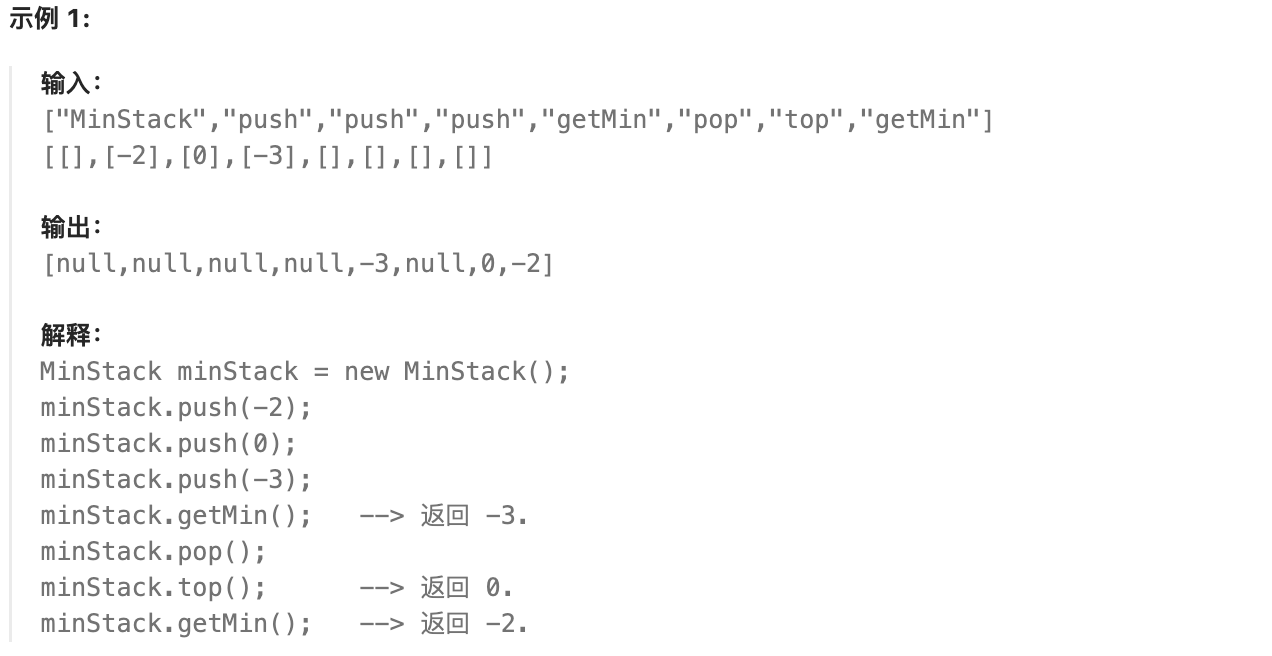 示例 1:
输入：
["MinStack","push","push","push","getMin","pop","top","getMin"]
[[],[-2],[0],[-3],[],[],[],[]]
输出：
[null,null,null,null,-3,null,0,-2]
解释：
MinStack minStack = new MinStack();
minStack.push(-2);
minStack.push(0);
minStack.push(-3);
minStack.getMin();   --> 返回 -3.
minStack.pop();
minStack.top();      --> 返回 0.
minStack.getMin();   --> 返回 -2.